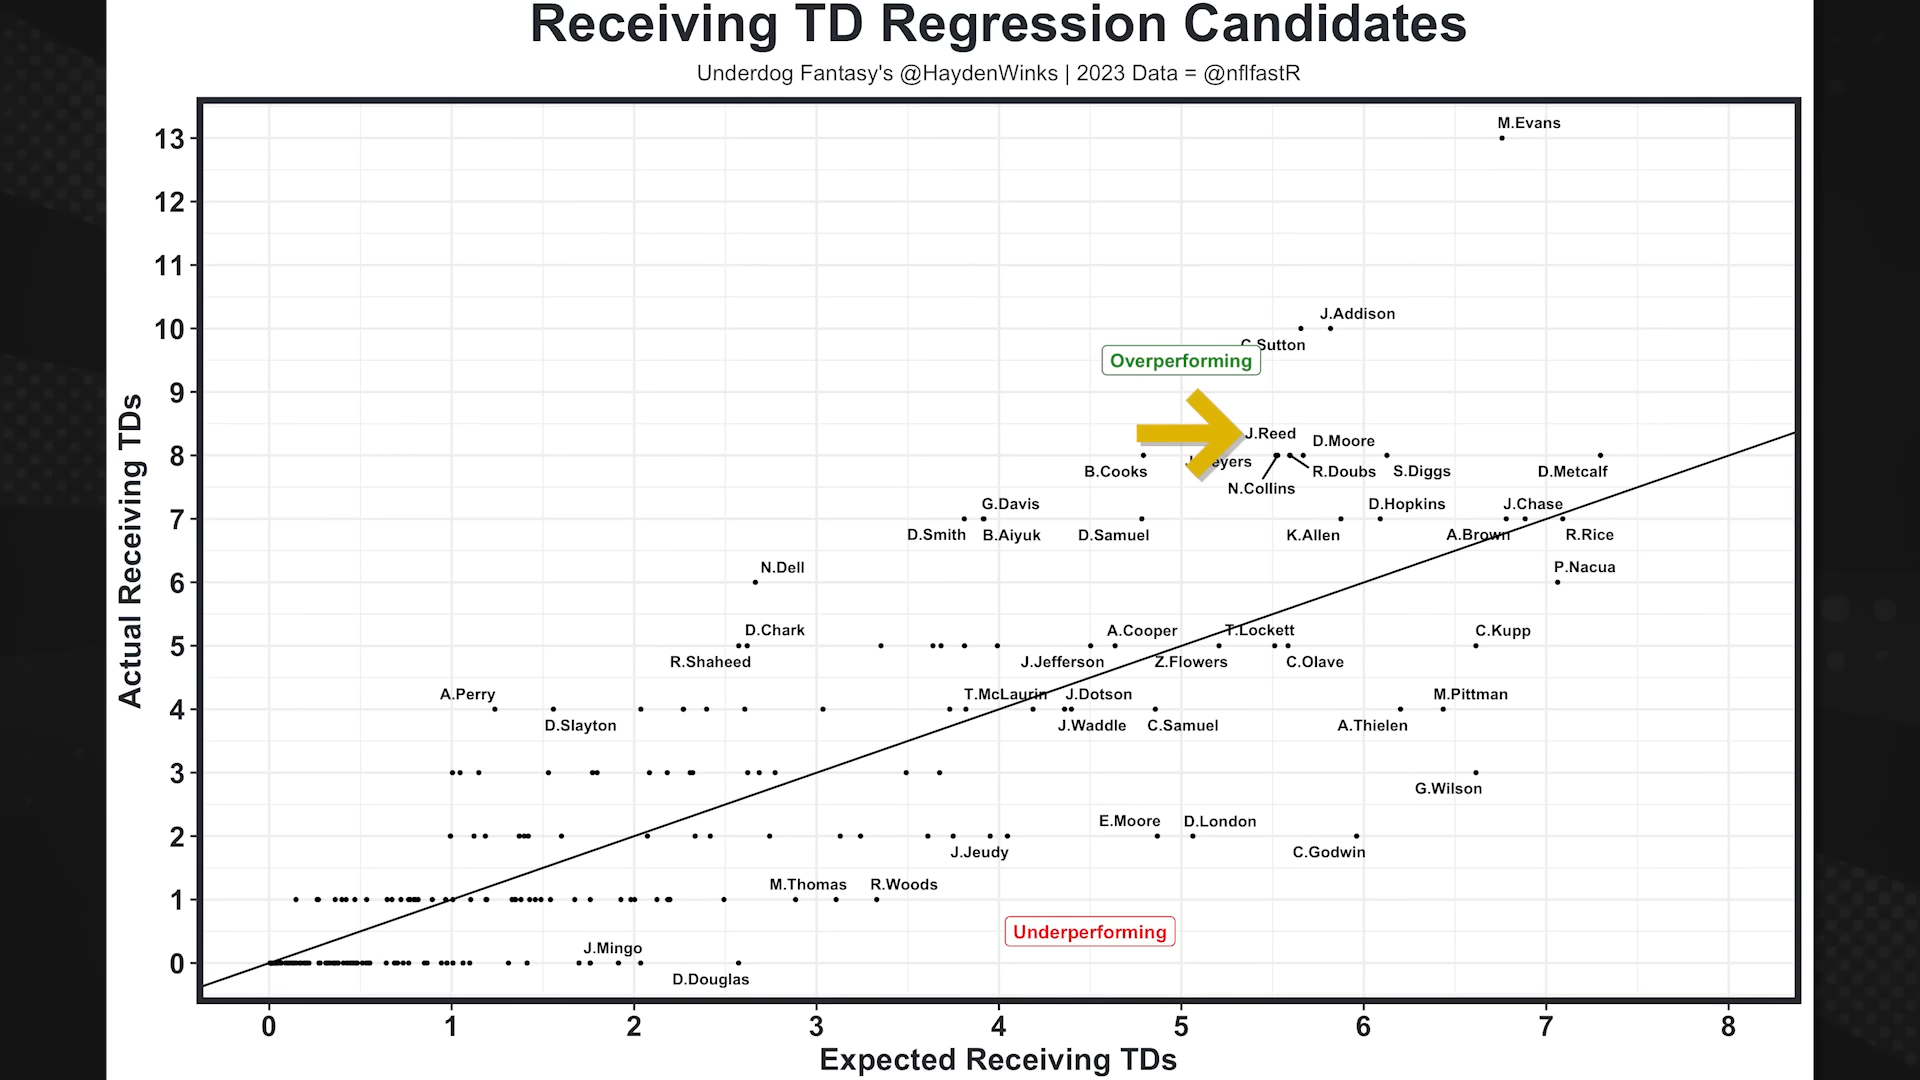 Receiving TD Regression Candidates
Underdog Fantasy's @HaydenWinks | 2023 Data = @nflfastR
Actual Receiving TDs
13
12
11
10
9
8
7
6
5
4
3
2
1
0
M.Evans
J.Addison
C.Sutton
Overperforming
J.Reed
D.Moore
B.Cooks
R.Doubs
S.Diggs
D.Metcalf
N.Collins
G.Davis
D.Hopkins
J.Chase
D.Smith
B.Aiyuk
D.Samuel
K.Allen
A.Brown
R.Rice
N.Dell
P.Nacua
D.Chark
A.Cooper
T.Lockett
C.Kupp
R.Shaheed
J.Jefferson
Z.Flowers
C.Olave
A.Perry
T.McLaurin
J.Dotson
M.Pittman
D.Slayton
J.Waddle
C.Samuel
A.Thielen
G.Wilson
E.Moore
D.London
J.Jeudy
C.Godwin
M.Thomas
R.Woods
Underperforming
J.Mingo
D.Douglas
0 1 2 3 4 5 6 7 8
Expected Receiving TDs